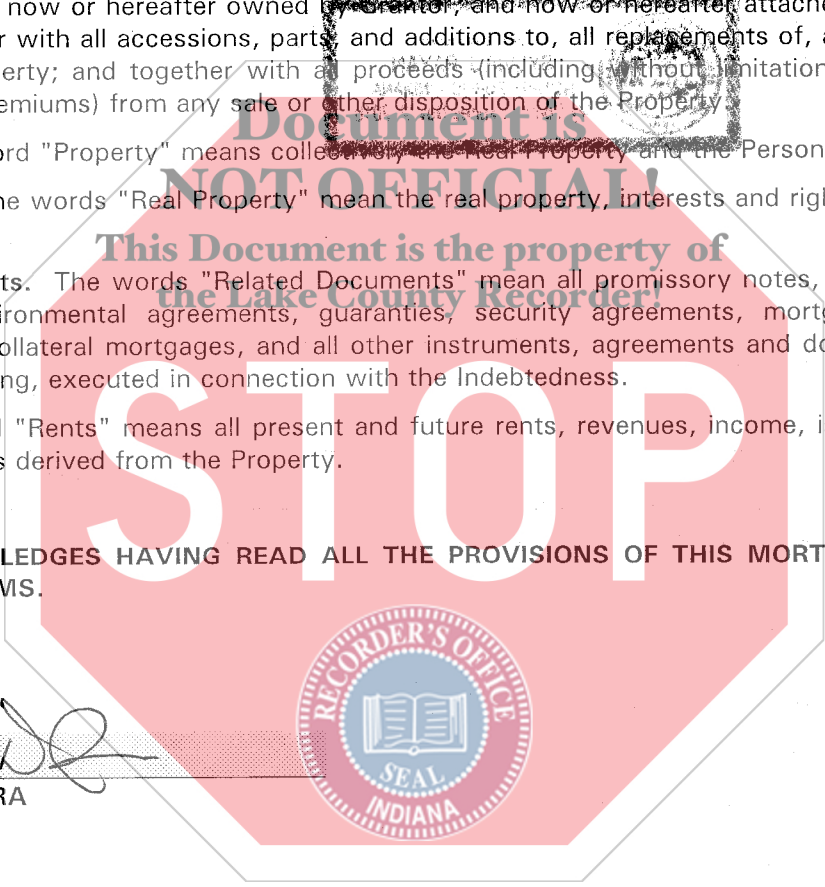 now or hereafter owned by Grantor, and now or hereafter attache
r with all accessions, parts, and additions to, all replacements of, a
erty; and together with all proceeds (including without limitation
emiums) from any sale or other disposition of the Property.
Document is
ord "Property" means collectively the Real Property and the Person
NOT OFFICIAL!
he words "Real Property" mean the real property, interests and righ
This Document is the property of
ts. The words "Related Documents" mean all promissory notes,
the Lake County Recorder!
ironmental agreements, guaranties, security agreements, mortg
ollateral mortgages, and all other instruments, agreements and do
ng, executed in connection with the Indebtedness.
"Rents" means all present and future rents, revenues, income, i
s derived from the Property.
STOP
LEDGES HAVING READ ALL THE PROVISIONS OF THIS MORT
MS.
RECORDER'S OFFICE
SEAL
INDIANA
RA